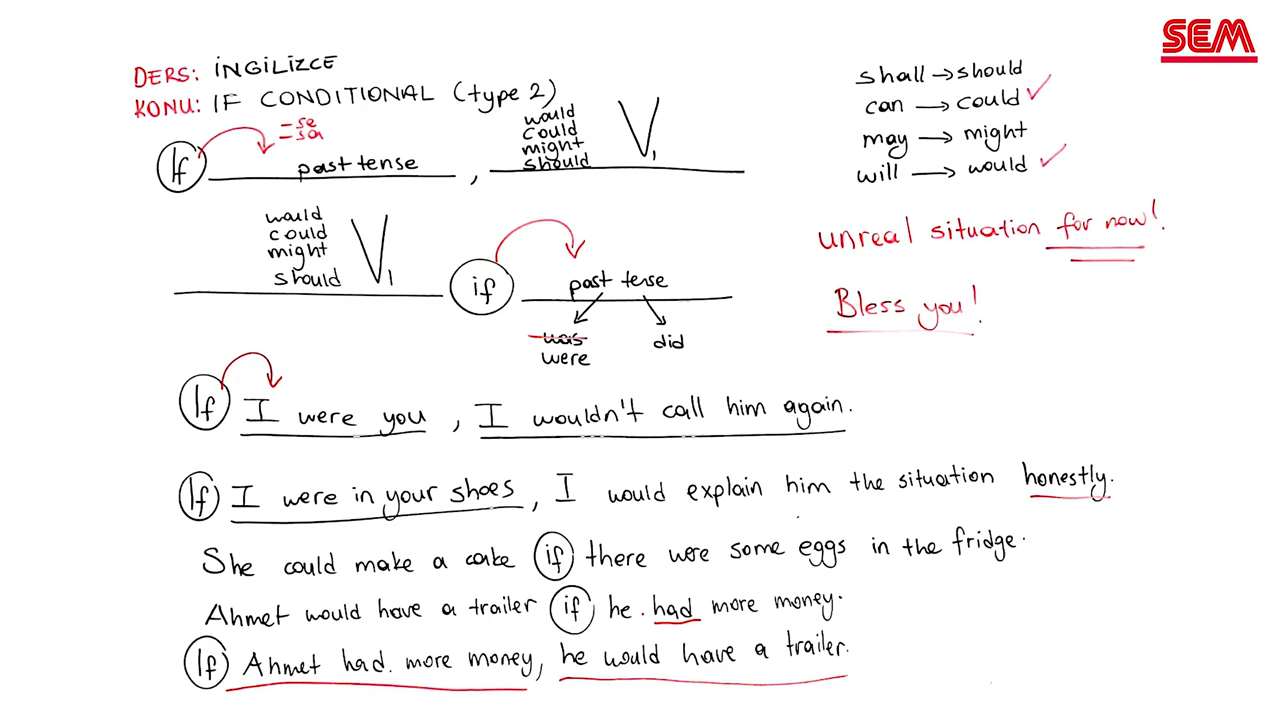 SEM
DERS: İNGİLİZCE
KONU: IF CONDITIONAL (type 2)
=se
=sa
If past tense , would could might should V1
would could might should V1 if past tense
was
were
did
shall → should
can → could ✓
may → might
will → would ✓
unreal situation for now!
Bless you!
If I were you, I wouldn't call him again.
If I were in your shoes, I would explain him the situation honestly.
She could make a cake if there were some eggs in the fridge.
Ahmet would have a trailer if he had more money.
If Ahmet had more money, he would have a trailer.